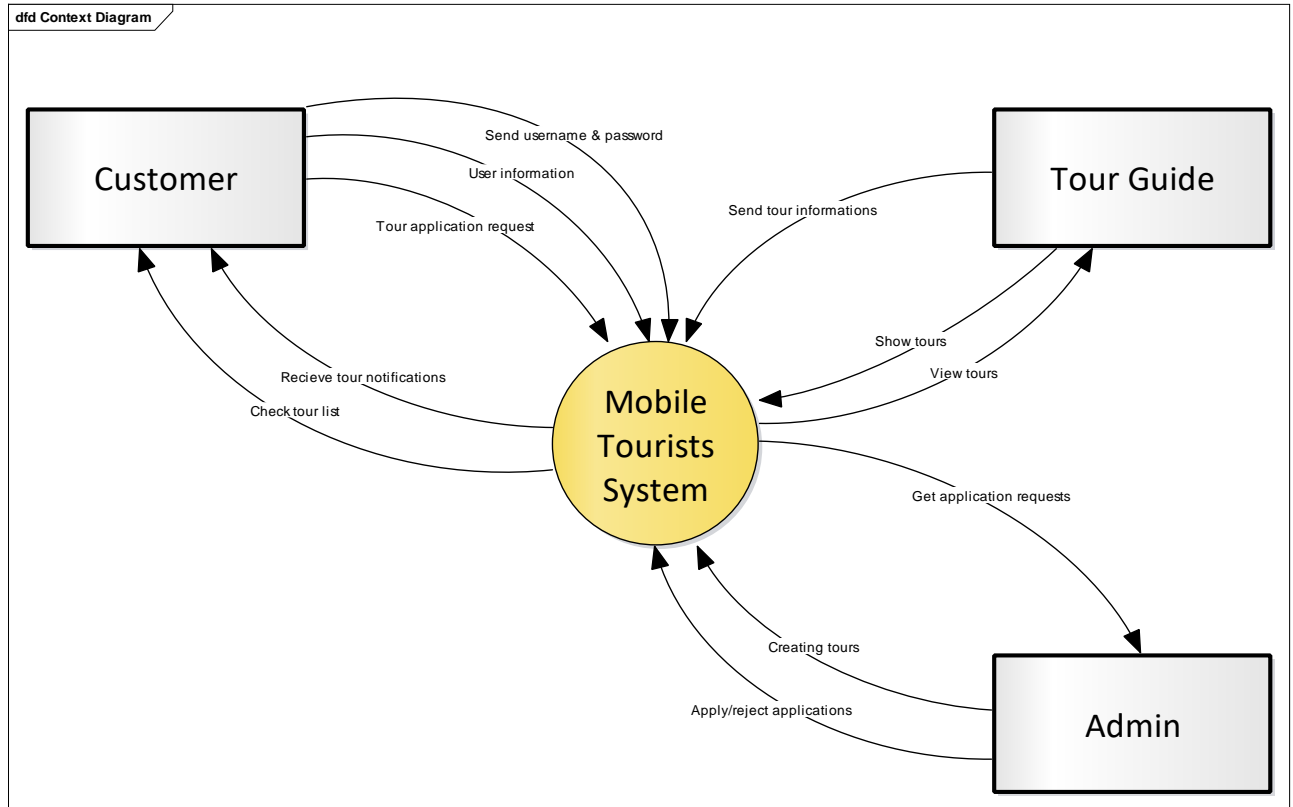 dfd Context Diagram
Customer
Tour Guide
Send username & password
User information
Tour application request
Send tour informations
Show tours
View tours
Recieve tour notifications
Check tour list
Mobile
Tourists
System
Get application requests
Creating tours
Apply/reject applications
Admin